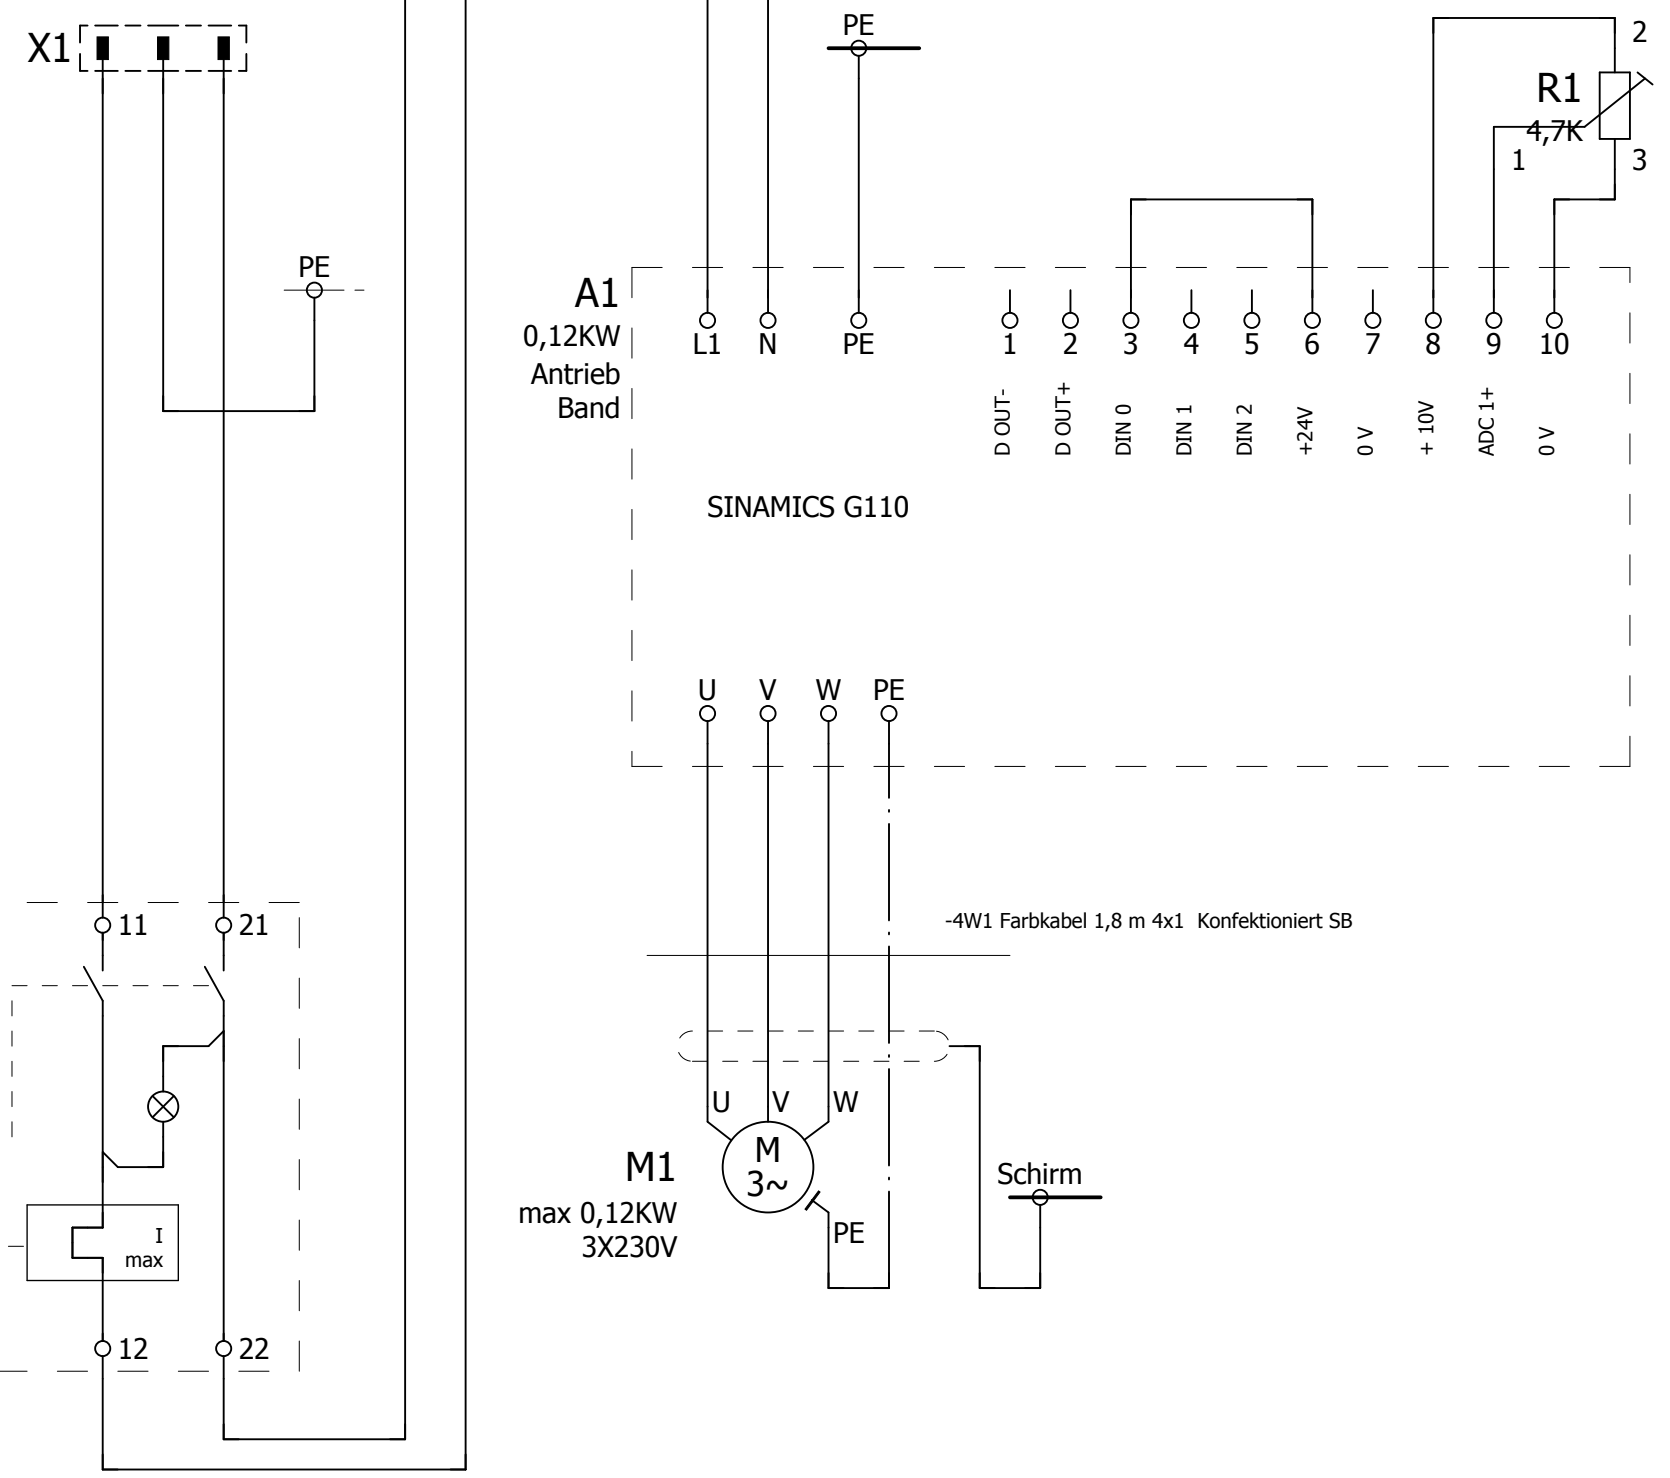 X1
PE
PE
2
R1
4,7K
1
3
A1
0,12KW
Antrieb
Band
L1 N PE 1 2 3 4 5 6 7 8 9 10
D OUT-
D OUT+
DIN 0
DIN 1
DIN 2
+24V
0 V
+ 10V
ADC 1+
0 V
SINAMICS G110
U V W PE
11 21
-4W1 Farbkabel 1,8 m 4x1 Konfektioniert SB
U V W
M
3~
M1
max 0,12KW
3X230V
PE
Schirm
I
max
12 22